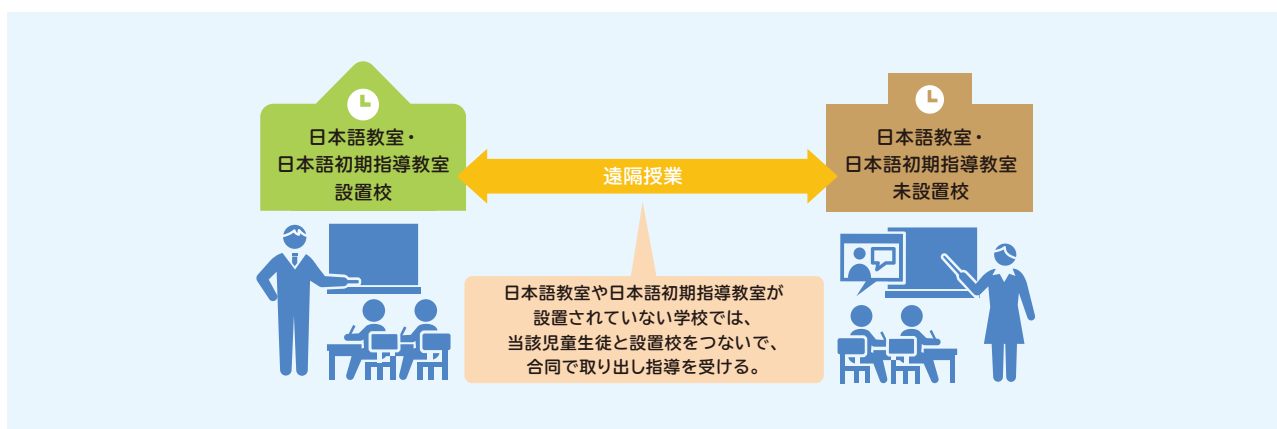 日本語教室・
日本語初期指導教室
設置校
遠隔授業
日本語教室・
日本語初期指導教室
未設置校
日本語教室や日本語初期指導教室が
設置されていない学校では、
当該児童生徒と設置校をつないで、
合同で取り出し指導を受ける。